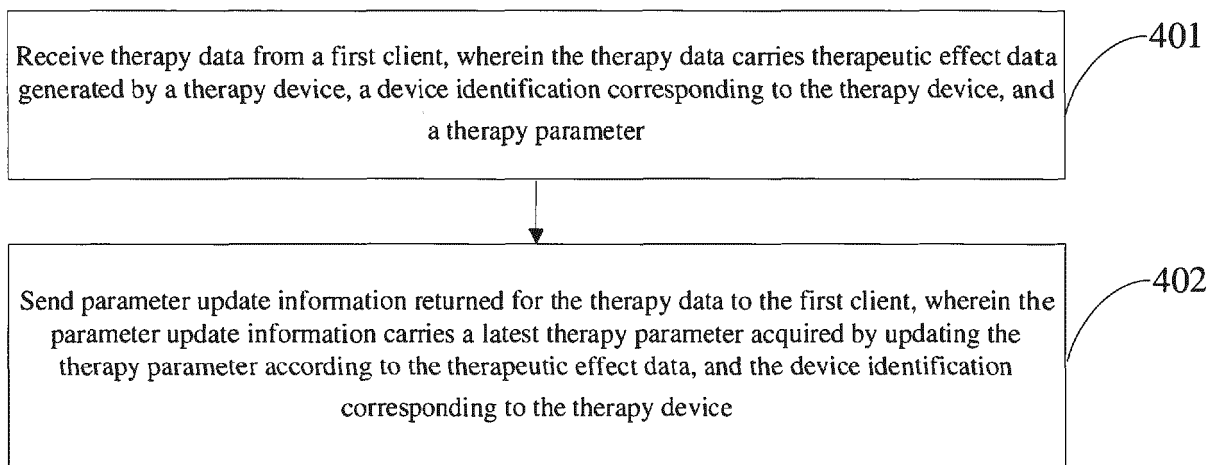 Receive therapy data from a first client, wherein the therapy data carries therapeutic effect data
generated by a therapy device, a device identification corresponding to the therapy device, and
a therapy parameter
401
Send parameter update information returned for the therapy data to the first client, wherein the
parameter update information carries a latest therapy parameter acquired by updating the
therapy parameter according to the therapeutic effect data, and the device identification
corresponding to the therapy device
402